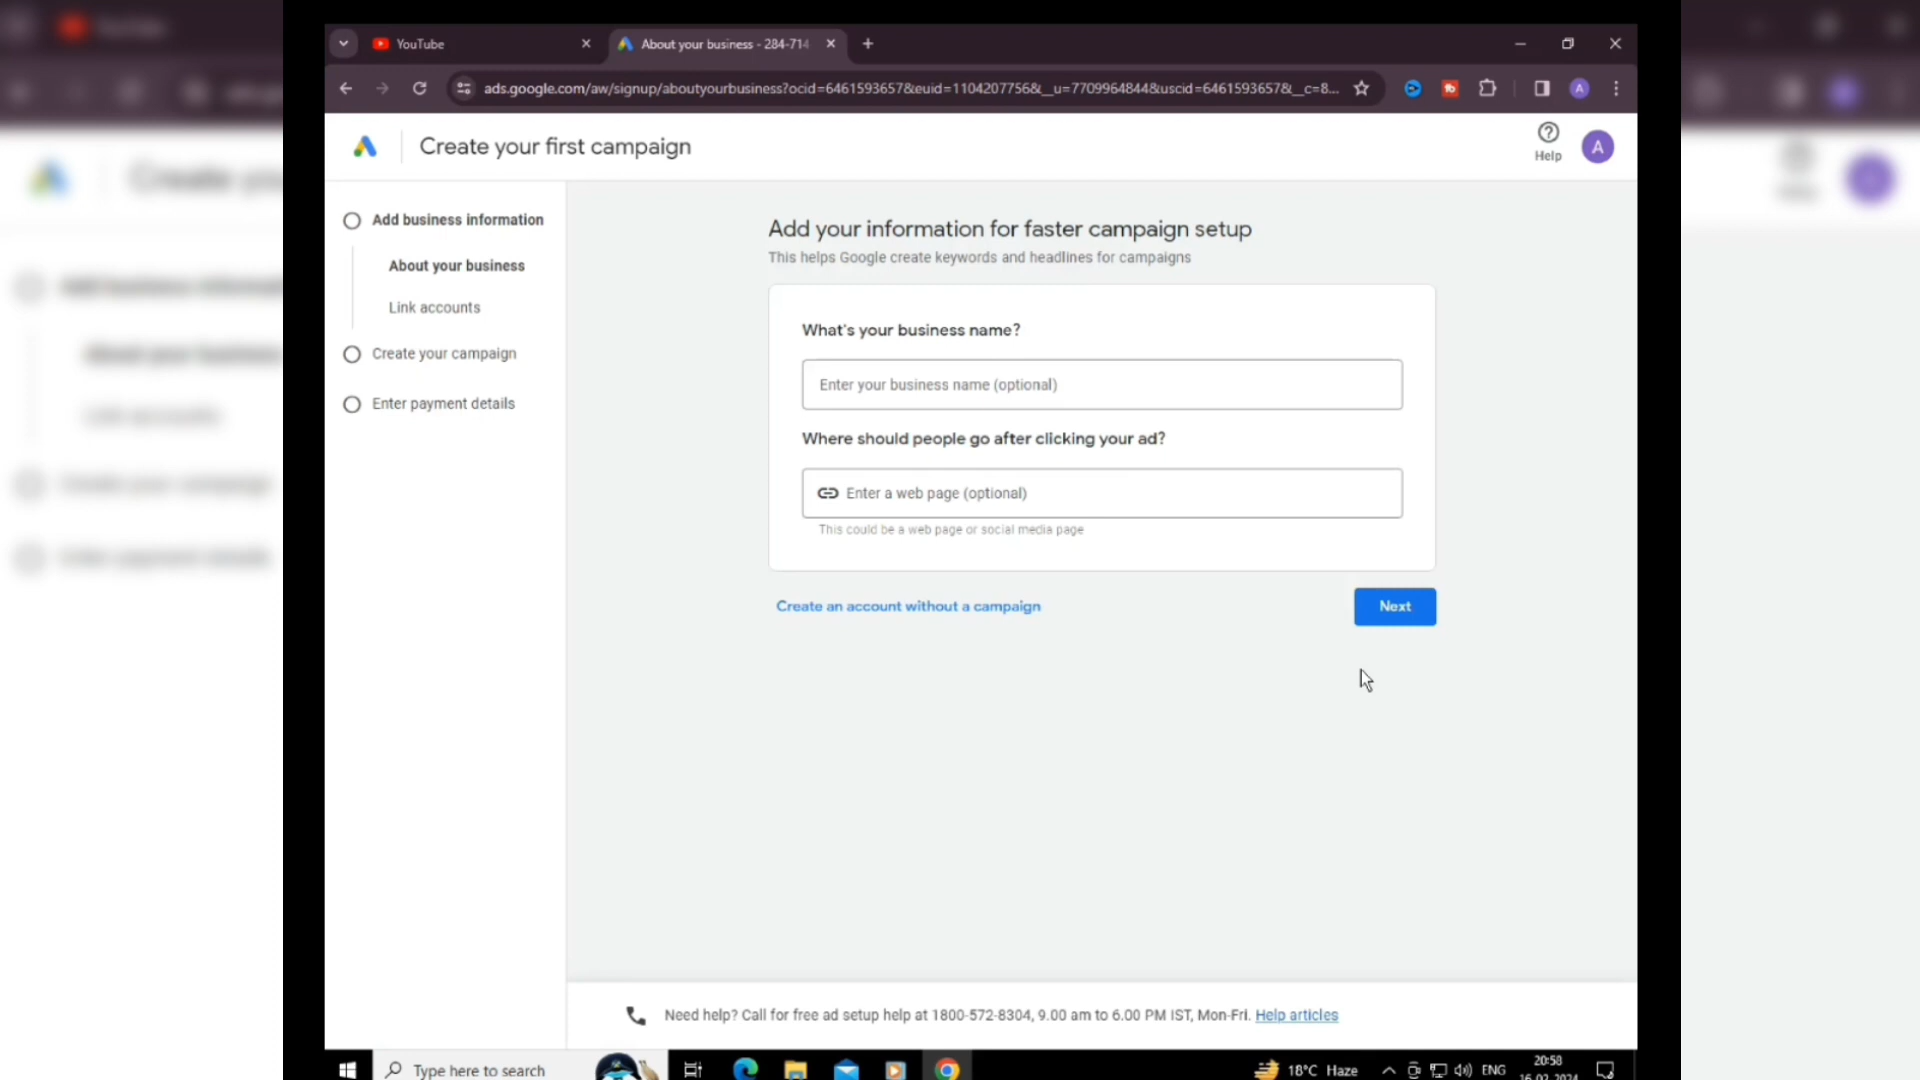 YouTube
About your business - 284-714
ads.google.com/aw/signup/aboutyourbusiness?ocid=6461593657&euid=1104207756&__u=7709964844&uscid=6461593657&__c=8...
A
Create your first campaign
Help
A
Add business information
About your business
Link accounts
Create your campaign
Enter payment details
Add your information for faster campaign setup
This helps Google create keywords and headlines for campaigns
What's your business name?
Enter your business name (optional)
Where should people go after clicking your ad?
Enter a web page (optional)
This could be a web page or social media page
Create an account without a campaign
Next
Need help? Call for free ad setup help at 1800-572-8304, 9.00 am to 6.00 PM IST, Mon-Fri. Help articles
Type here to search
18°C Haze
ENG
20:58
16-02-2024